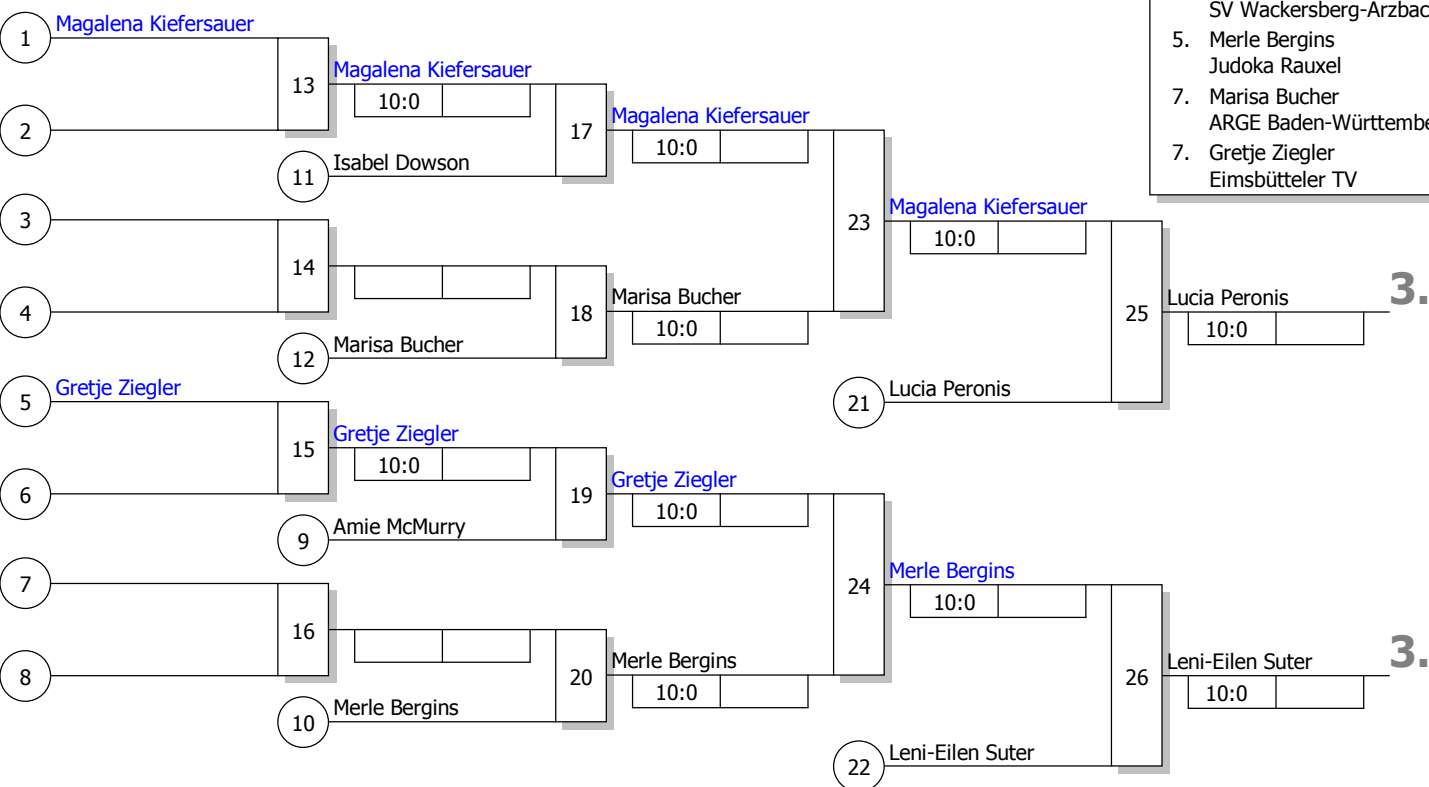 SV Wackersberg-Arzbac
5. Merle Bergins
Judoka Rauxel
7. Marisa Bucher
ARGE Baden-Württembe
7. Gretje Ziegler
Eimsbütteler TV
1 Magalena Kiefersauer
13
Magalena Kiefersauer
10:0
2
17
Magalena Kiefersauer
10:0
11 Isabel Dowson
3
23
Magalena Kiefersauer
10:0
14
4
18
Marisa Bucher
10:0
12 Marisa Bucher
25
Lucia Peronis
3.
10:0
21 Lucia Peronis
5 Gretje Ziegler
15
Gretje Ziegler
10:0
6
19
Gretje Ziegler
10:0
9 Amie McMurry
7
24
Merle Bergins
10:0
16
8
20
Merle Bergins
10:0
10 Merle Bergins
26
Leni-Eilen Suter
3.
10:0
22 Leni-Eilen Suter